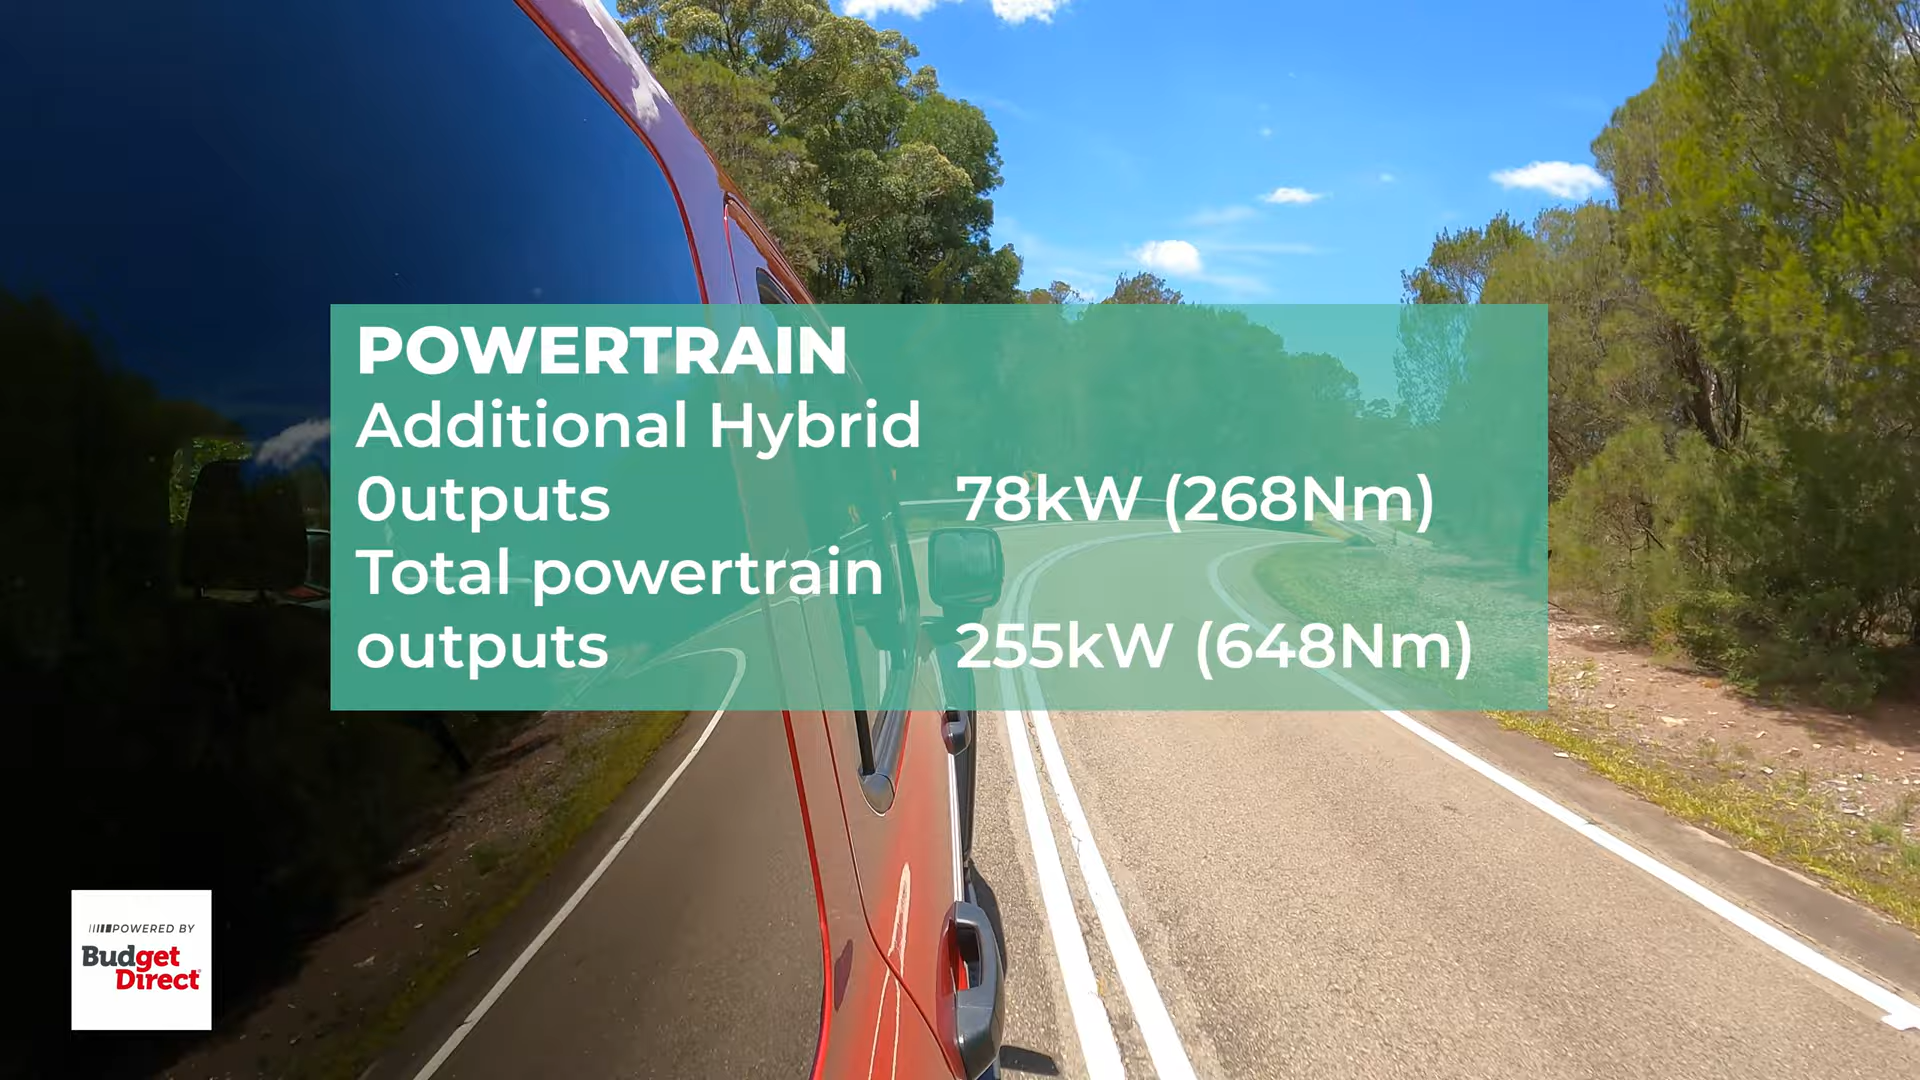 POWERTRAIN
Additional Hybrid
0utputs 78kW (268Nm)
Total powertrain
outputs 255kW (648Nm)
POWERED BY
Budget
Direct